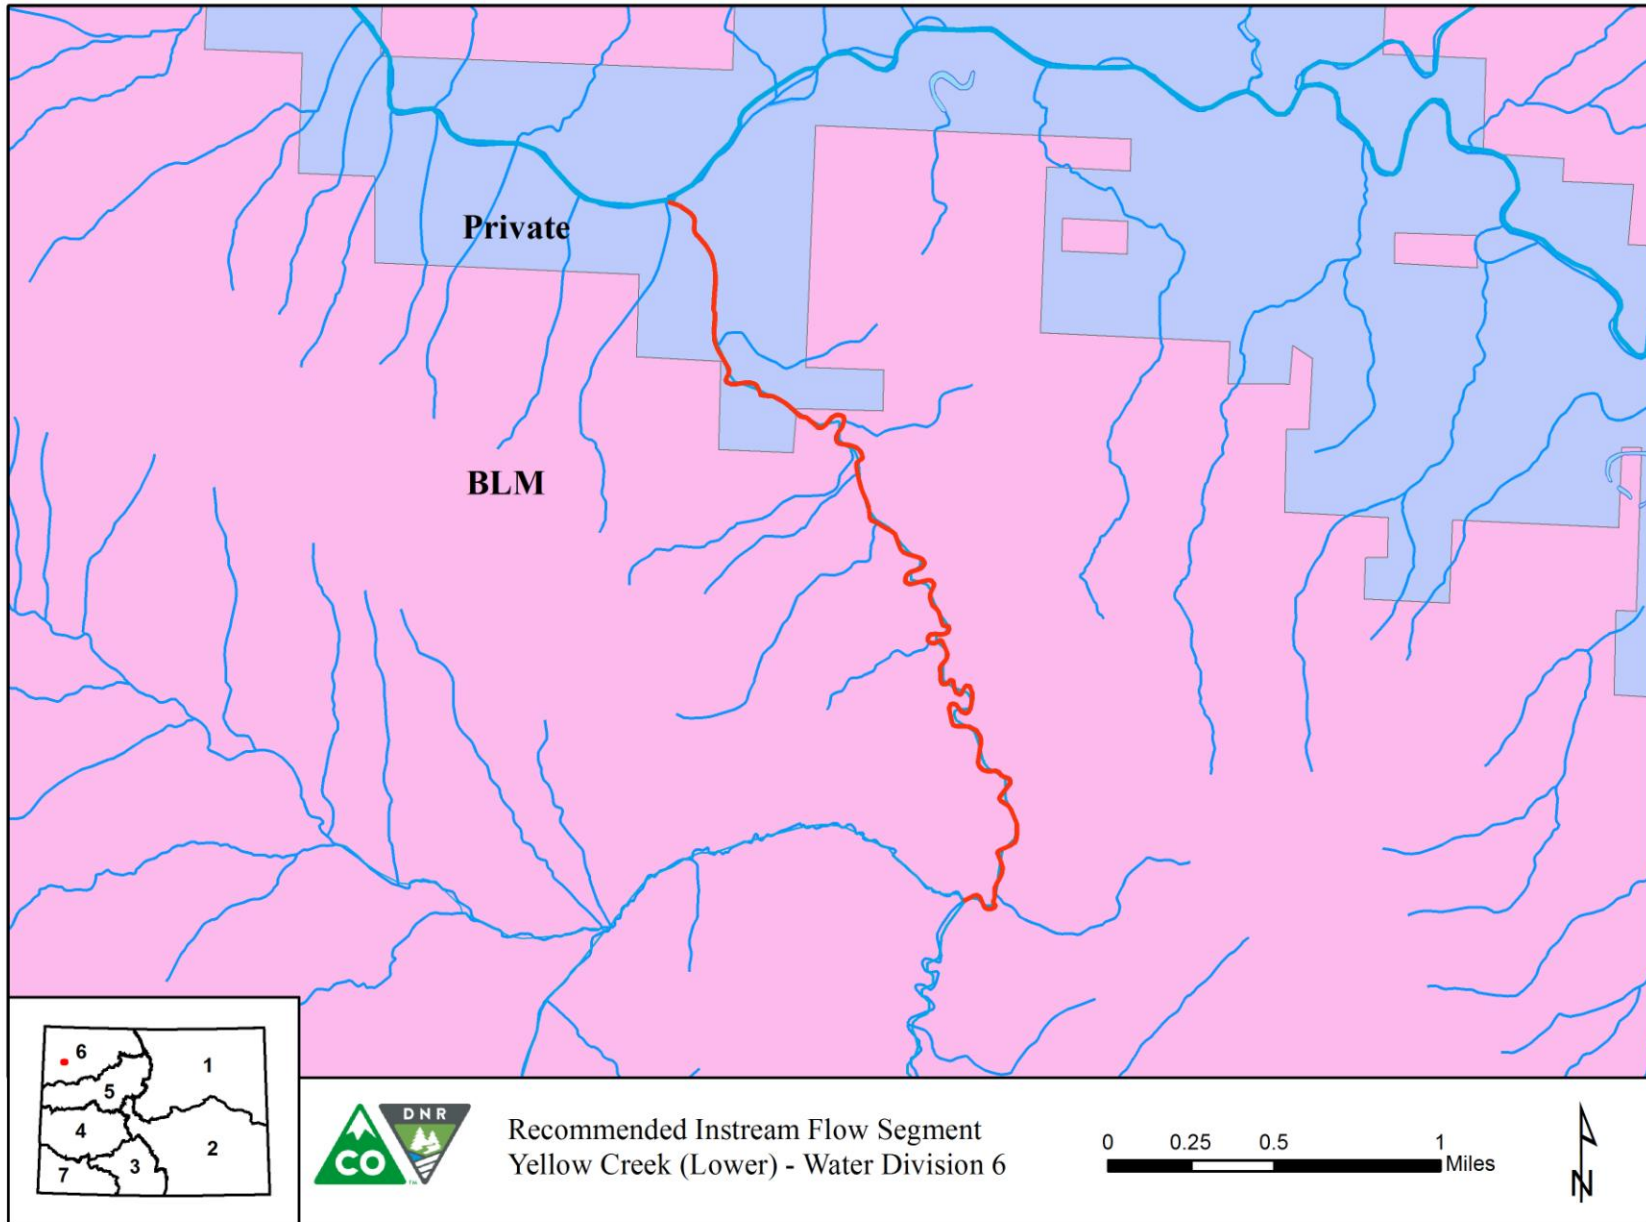 Private
BLM
6
1
5
4
2
3
7
DNR
CO
Recommended Instream Flow Segment
Yellow Creek (Lower) - Water Division 6
0 0.25 0.5 1
Miles
N